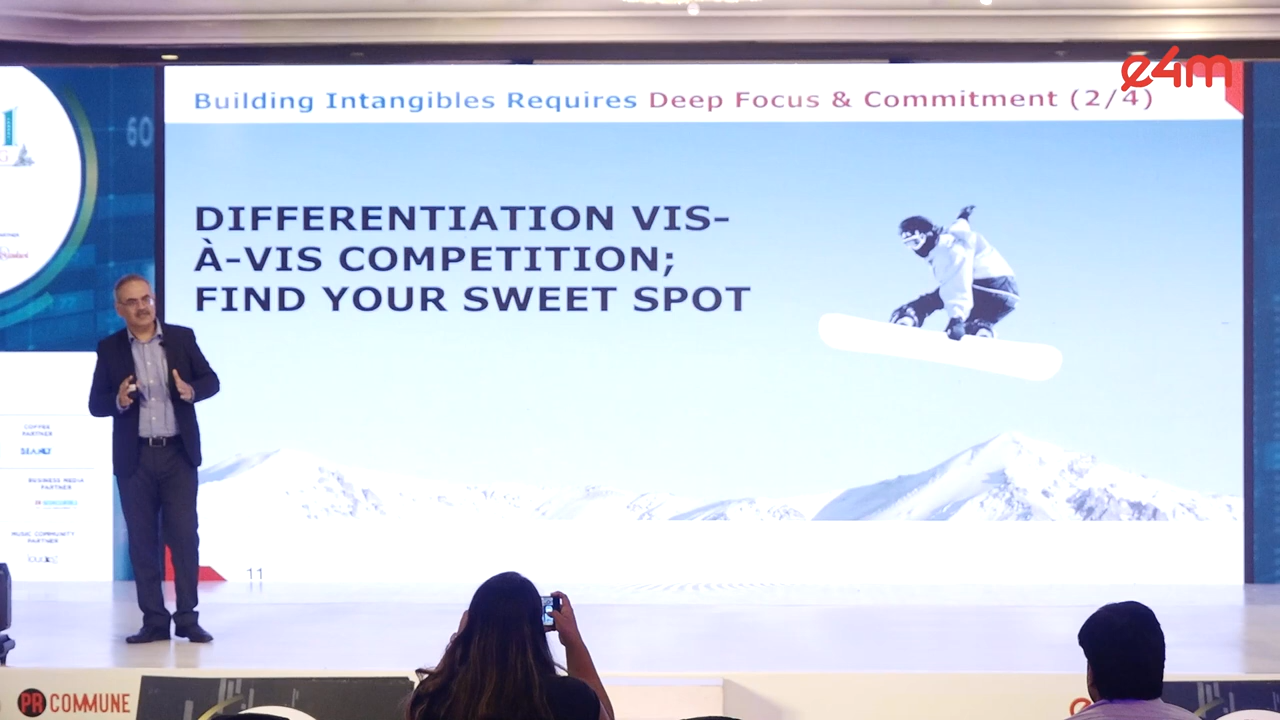 e4m
Building Intangibles Requires Deep Focus & Commitment (2/4)
60
DIFFERENTIATION VIS-
À-VIS COMPETITION;
FIND YOUR SWEET SPOT
COFFEE
PARTNER
BUSINESS MEDIA
PARTNER
MUSIC COMMUNITY
PARTNER
11
PR COMMUNE